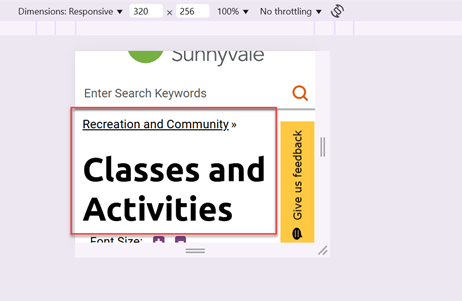 Dimensions: Responsive ▼ 320 × 256 100% ▼ No throttling ▼
Sunnyvale
Enter Search Keywords
Recreation and Community »
Classes and
Activities
Give us feedback
Font Size: + -